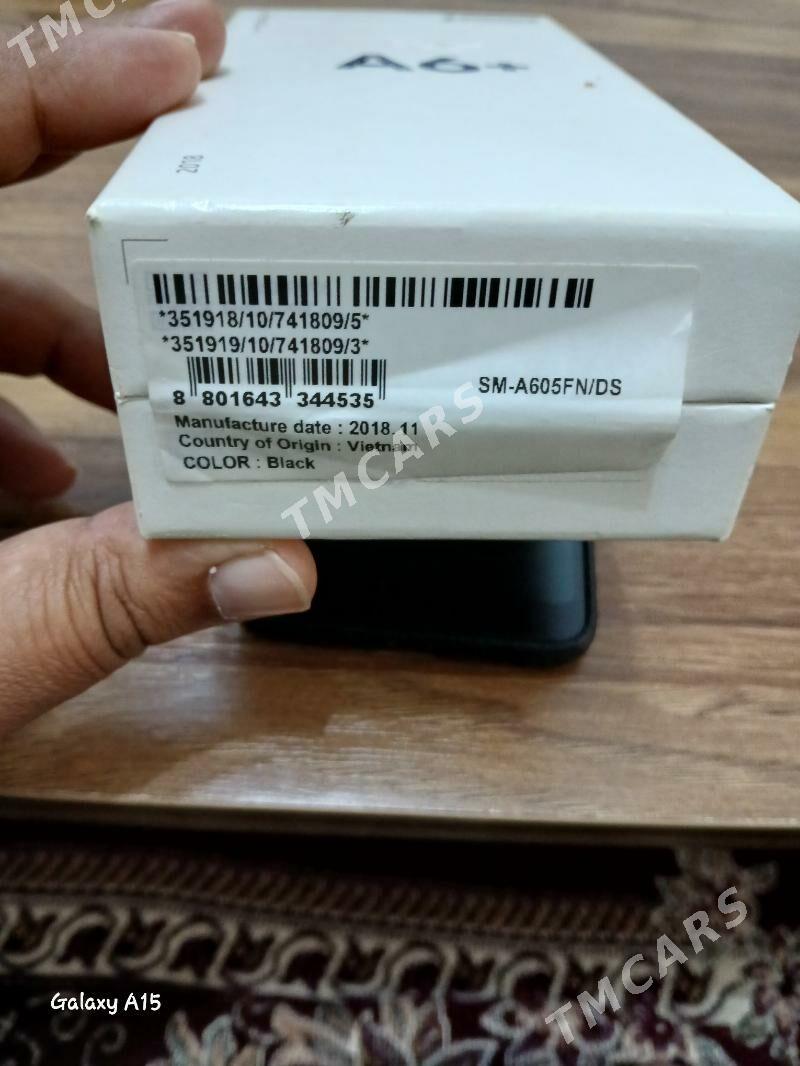 TMCARS
A6+
2018
*351918/10/741809/5*
*351919/10/741809/3*
8 801643 344535
SM-A605FN/DS
Manufacture date : 2018.11
Country of Origin : Vietnam
COLOR : Black
TMCARS
TMCARS
Galaxy A15